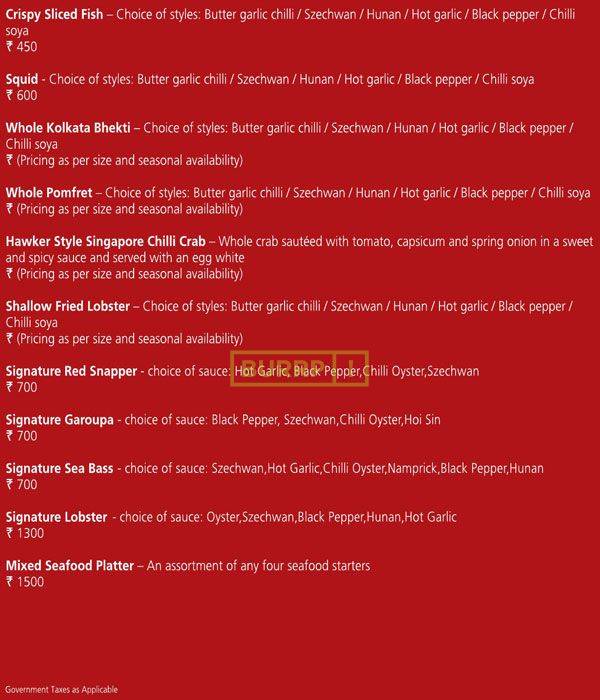 Crispy Sliced Fish – Choice of styles: Butter garlic chilli / Szechwan / Hunan / Hot garlic / Black pepper / Chilli
soya
₹ 450
Squid - Choice of styles: Butter garlic chilli / Szechwan / Hunan / Hot garlic / Black pepper / Chilli soya
₹ 600
Whole Kolkata Bhekti – Choice of styles: Butter garlic chilli / Szechwan / Hunan / Hot garlic / Black pepper /
Chilli soya
₹ (Pricing as per size and seasonal availability)
Whole Pomfret – Choice of styles: Butter garlic chilli / Szechwan / Hunan / Hot garlic / Black pepper / Chilli soya
₹ (Pricing as per size and seasonal availability)
Hawker Style Singapore Chilli Crab – Whole crab sautéed with tomato, capsicum and spring onion in a sweet
and spicy sauce and served with an egg white
₹ (Pricing as per size and seasonal availability)
Shallow Fried Lobster – Choice of styles: Butter garlic chilli / Szechwan / Hunan / Hot garlic / Black pepper /
Chilli soya
₹ (Pricing as per size and seasonal availability)
BURRP!
Signature Red Snapper - choice of sauce: Hot Garlic, Black Pepper,Chilli Oyster,Szechwan
₹ 700
Signature Garoupa - choice of sauce: Black Pepper, Szechwan,Chilli Oyster,Hoi Sin
₹ 700
Signature Sea Bass - choice of sauce: Szechwan,Hot Garlic,Chilli Oyster,Namprick,Black Pepper,Hunan
₹ 700
Signature Lobster - choice of sauce: Oyster,Szechwan,Black Pepper,Hunan,Hot Garlic
₹ 1300
Mixed Seafood Platter – An assortment of any four seafood starters
₹ 1500
Government Taxes as Applicable